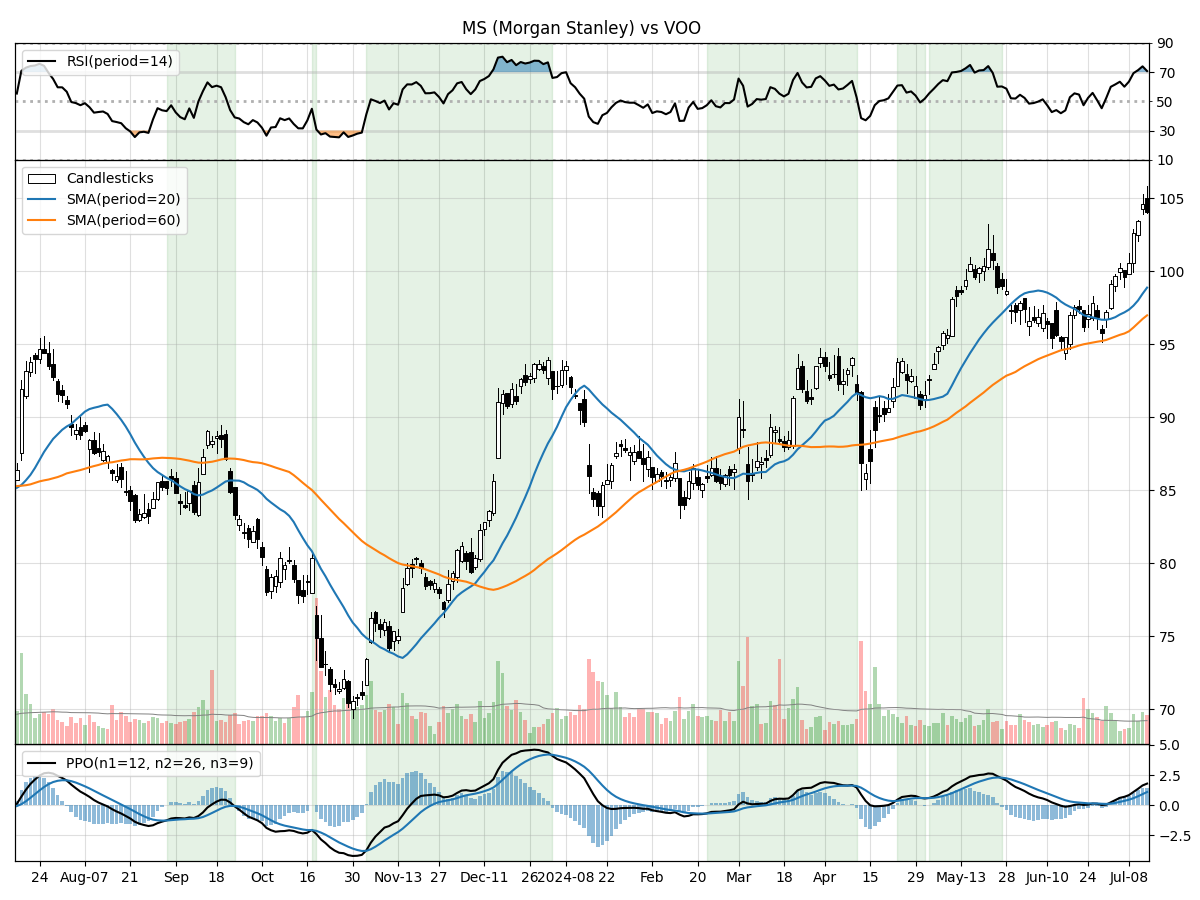 MS (Morgan Stanley) vs VOO
RSI(period=14)
90
70
50
30
10
Candlesticks
SMA(period=20)
SMA(period=60)
105
100
95
90
85
80
75
70
PPO(n1=12, n2=26, n3=9)
5.0
2.5
0.0
−2.5
24 Aug-07 21 Sep 18 Oct 16 30 Nov-13 27 Dec-11 26 2024-08 22 Feb 20 Mar 18 Apr 15 29 May-13 28 Jun-10 24 Jul-08